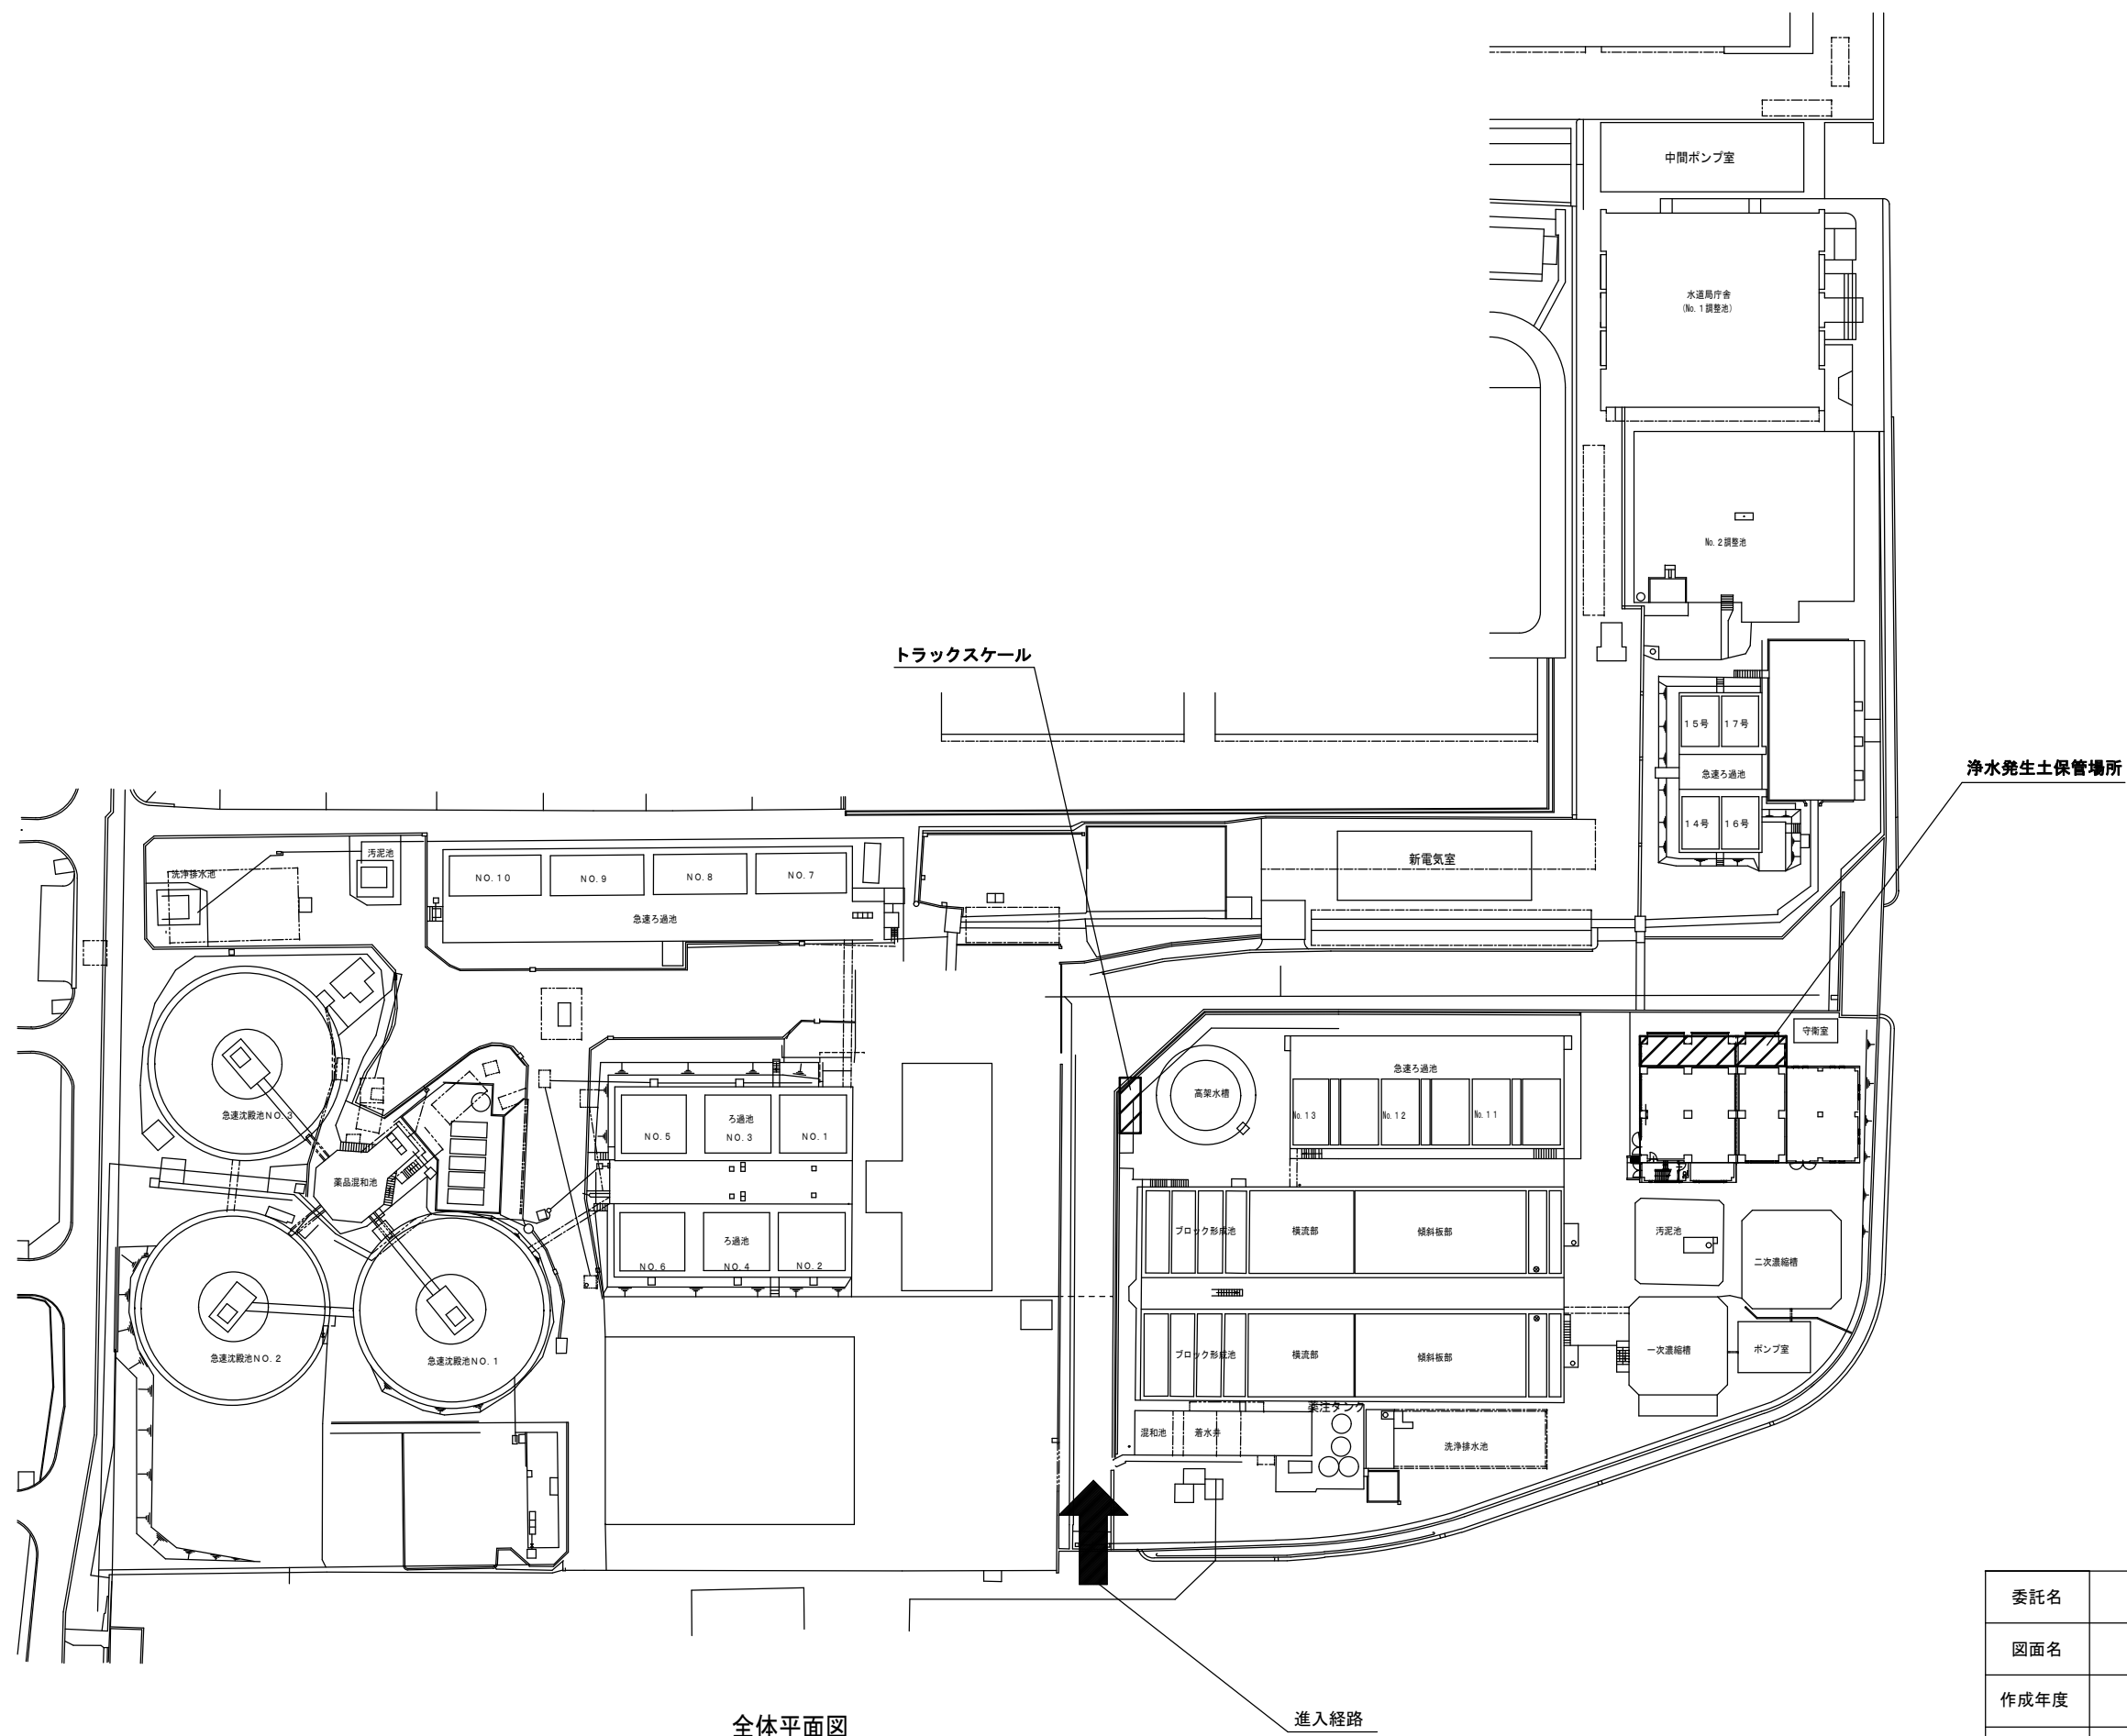 中間ポンプ室
水道局庁舎
(No.1調整池)
No.2調整池
トラックスケール
15号
17号
急速ろ過池
14号
16号
浄水発生土保管場所
汚泥池
洗浄排水池
NO.10
NO.9
NO.8
NO.7
急速ろ過池
新電気室
守衛室
急速沈殿池NO.3
高架水槽
急速ろ過池
No.13
No.12
No.11
NO.5
ろ過池
NO.3
NO.1
薬品混和池
ろ過池
NO.6
NO.4
NO.2
ブロック形成池
横流部
傾斜板部
汚泥池
二次濃縮槽
急速沈殿池NO.2
急速沈殿池NO.1
ブロック形成池
横流部
傾斜板部
一次濃縮槽
ポンプ室
薬注タンク
混和池
着水井
洗浄排水池
進入経路
全体平面図
委託名
図面名
作成年度